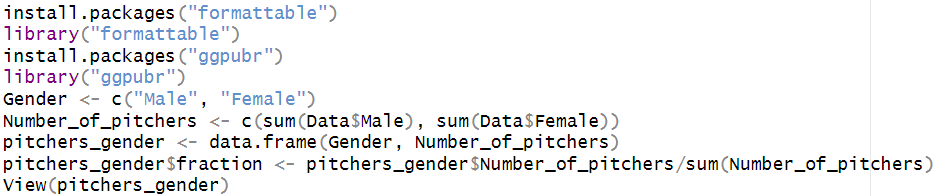 install.packages("formattable")
library("formattable")
install.packages("ggpubr")
library("ggpubr")
Gender <- c("Male", "Female")
Number_of_pitchers <- c(sum(Data$Male), sum(Data$Female))
pitchers_gender <- data.frame(Gender, Number_of_pitchers)
pitchers_gender$fraction <- pitchers_gender$Number_of_pitchers/sum(Number_of_pitchers)
View(pitchers_gender)